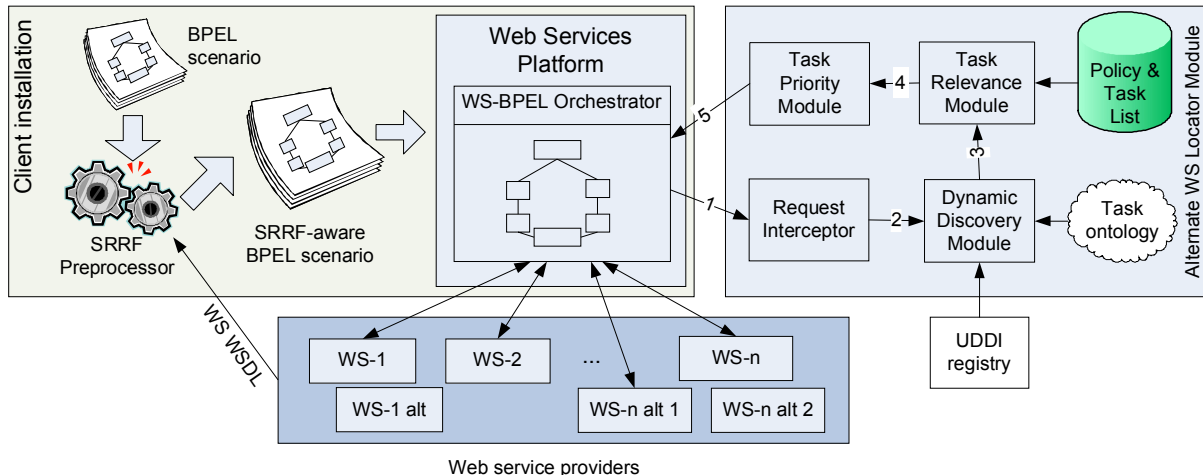 Client installation
BPEL
scenario
SRRF
Preprocessor
SRRF-aware
BPEL scenario
Web Services
Platform
WS-BPEL Orchestrator
5
1
Task
Priority
Module
4
Task
Relevance
Module
Policy &
Task
List
3
Request
Interceptor
2
Dynamic
Discovery
Module
Task
ontology
Alternate WS Locator Module
UDDI
registry
WS WSDL
WS-1
WS-2
...
WS-n
WS-1 alt
WS-n alt 1
WS-n alt 2
Web service providers